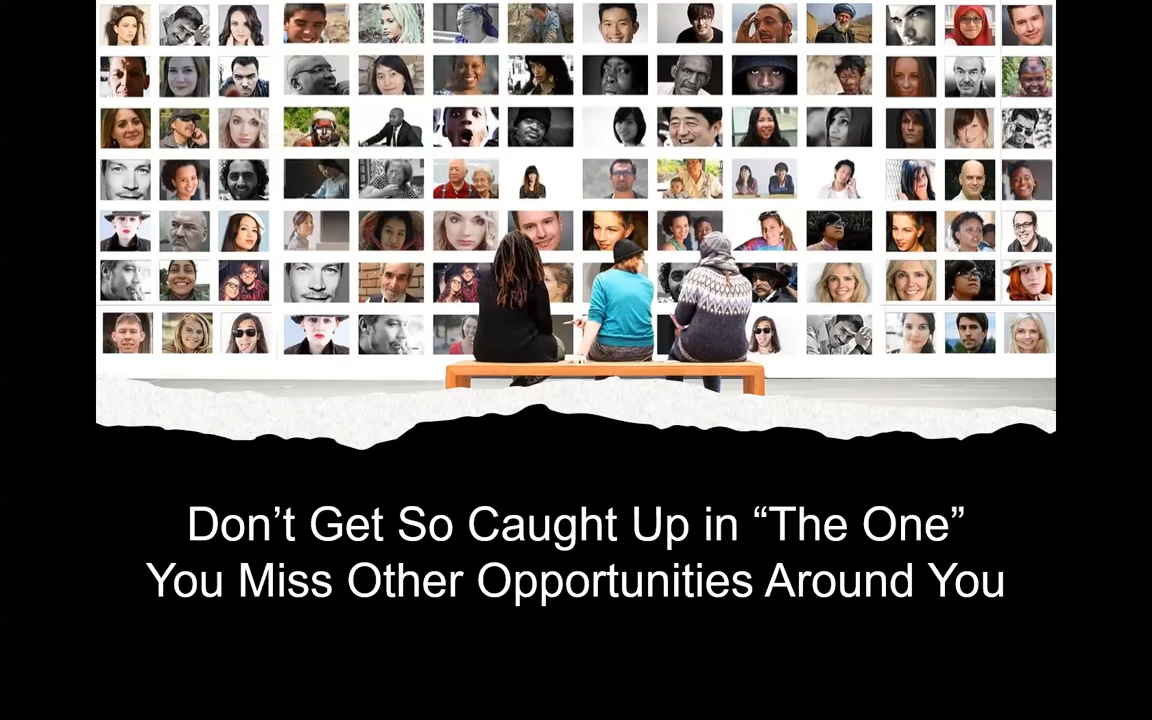 Don’t Get So Caught Up in “The One”
You Miss Other Opportunities Around You